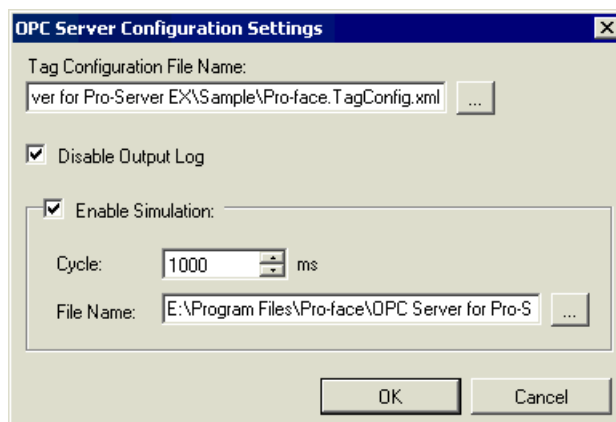 OPC Server Configuration Settings
Tag Configuration File Name:
ver for Pro-Server EX\Sample\Pro-face.TagConfig.xml
...
Disable Output Log
Enable Simulation:
Cycle: 1000 ms
File Name: E:\Program Files\Pro-face\OPC Server for Pro-S
...
OK Cancel